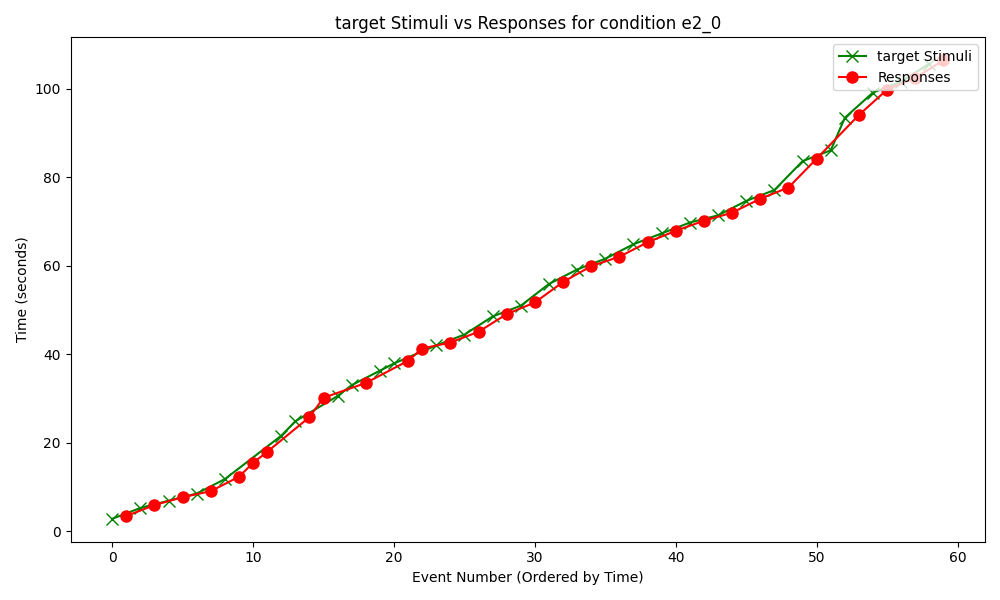 target Stimuli vs Responses for condition e2_0
target Stimuli
Responses
100
80
60
40
20
0
Time (seconds)
0 10 20 30 40 50 60
Event Number (Ordered by Time)